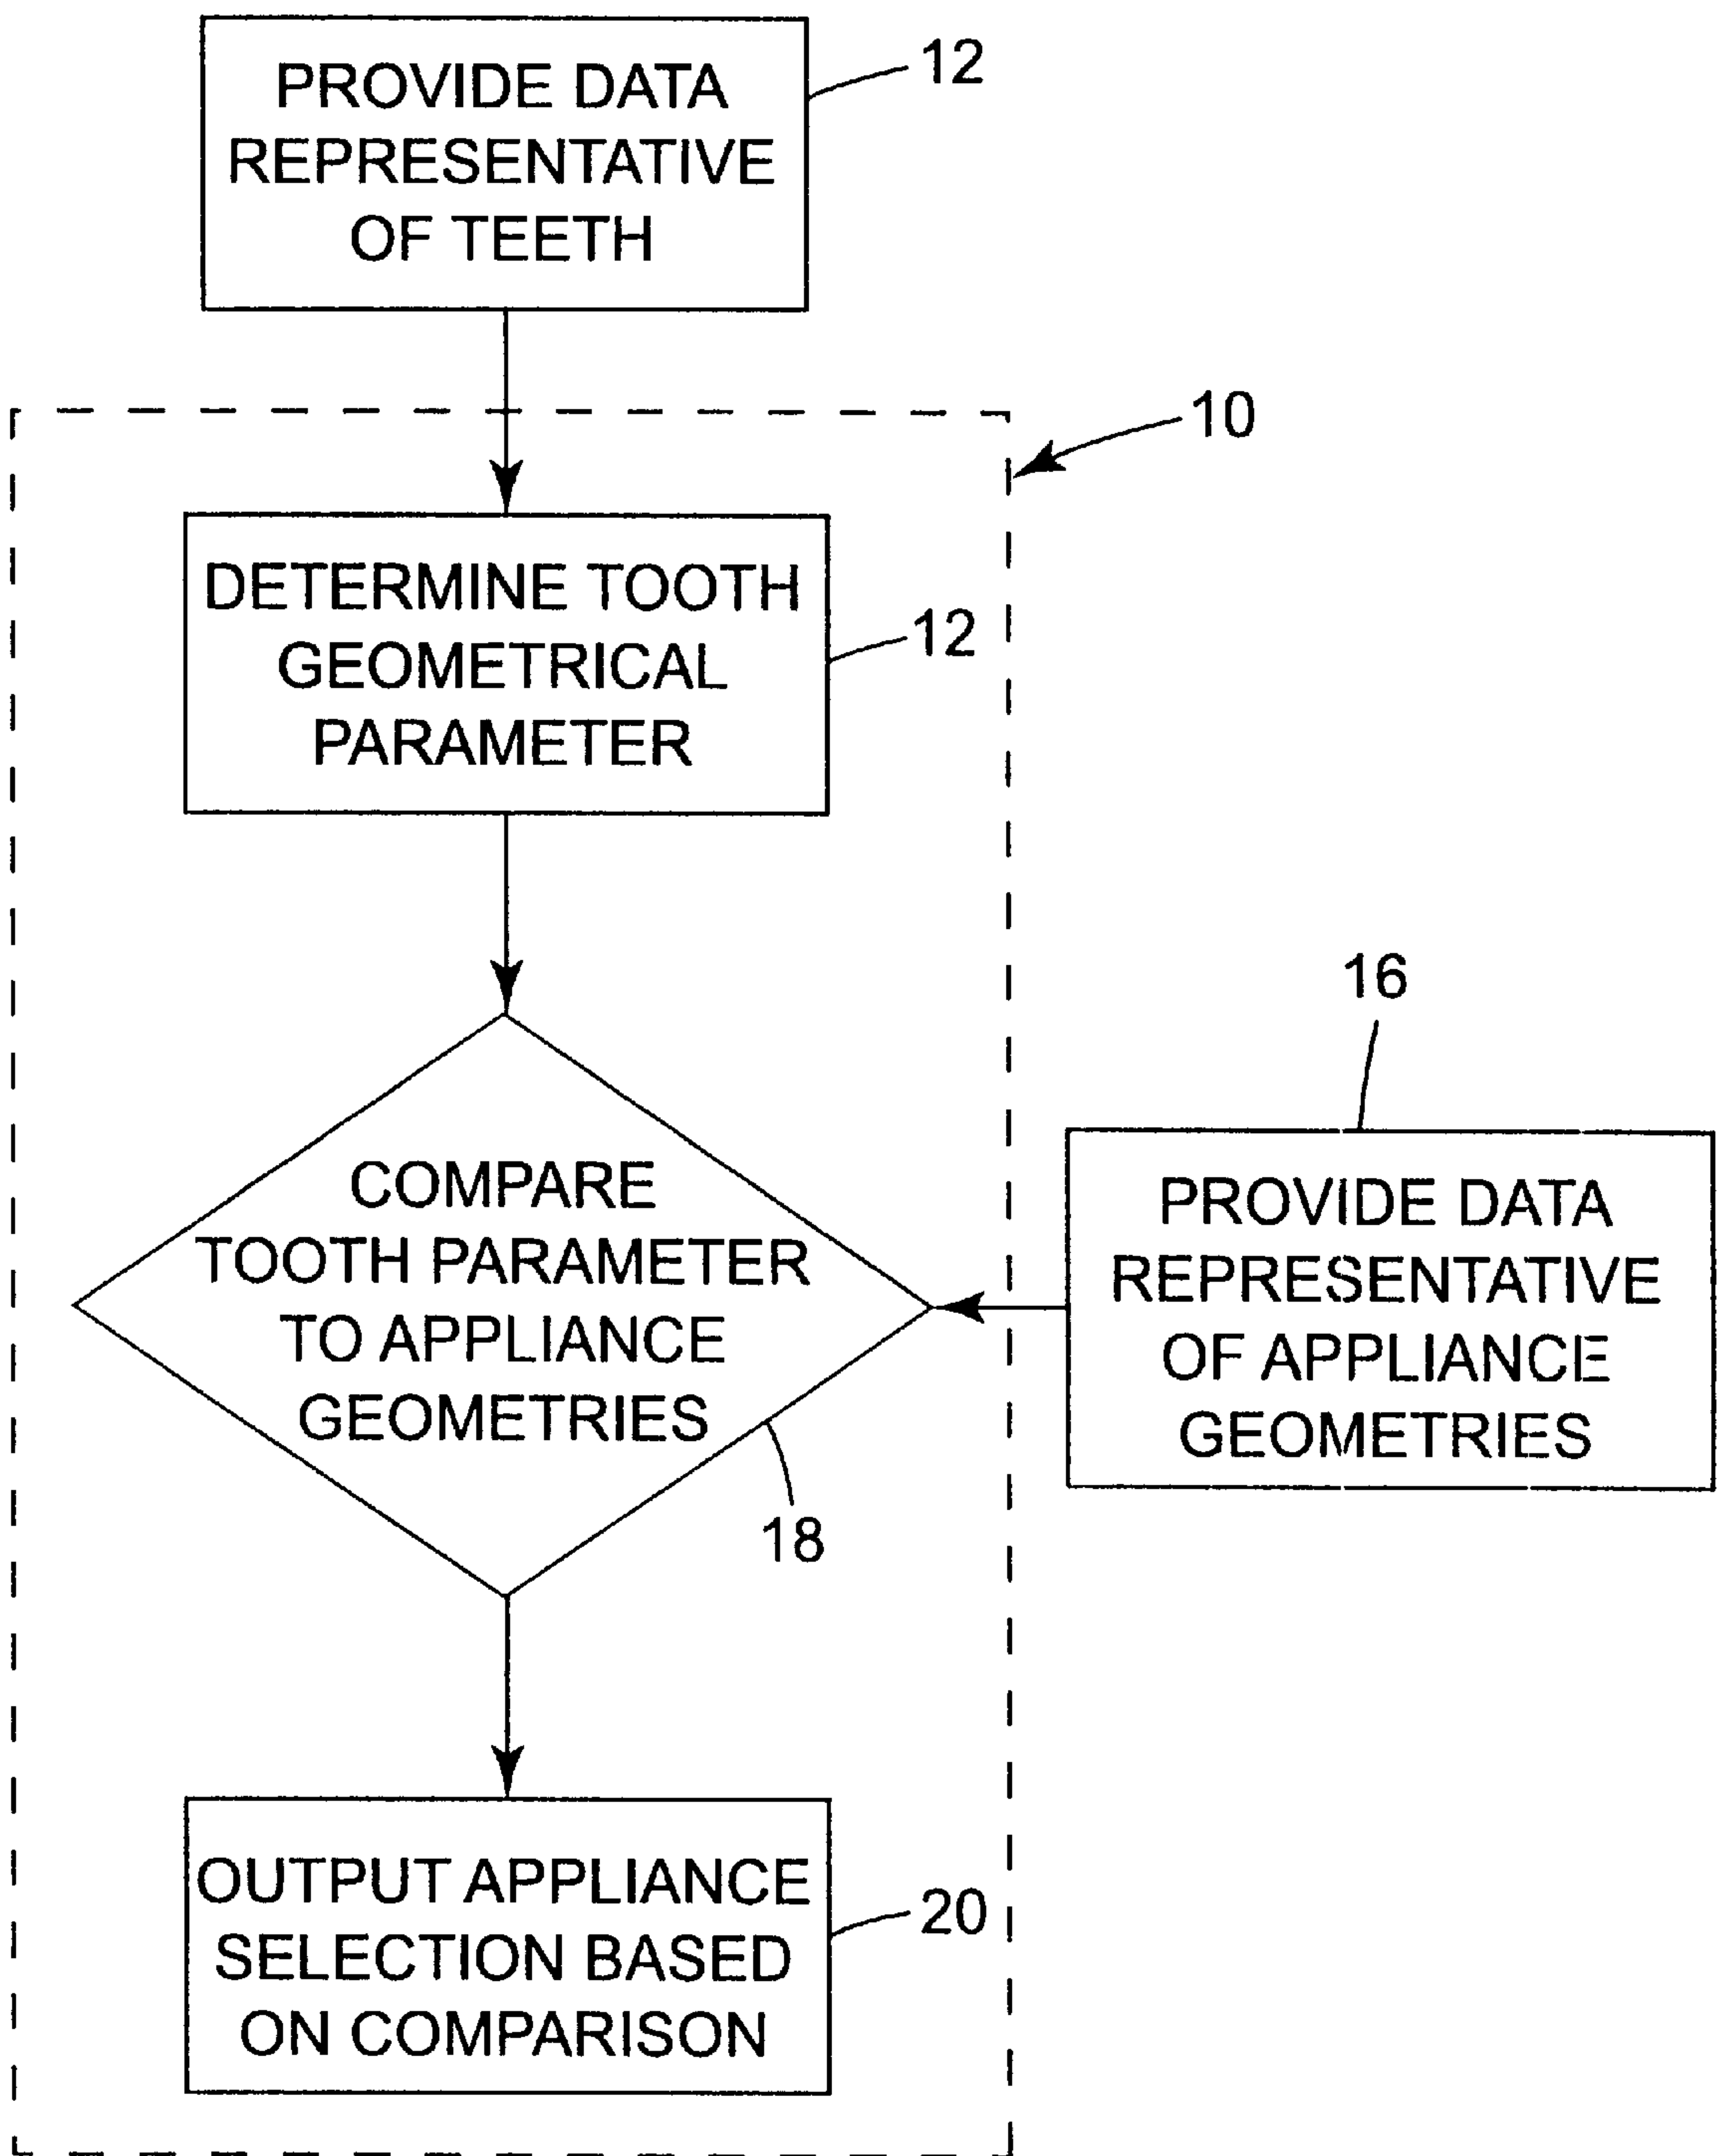 PROVIDE DATA
REPRESENTATIVE
OF TEETH
12
10
DETERMINE TOOTH
GEOMETRICAL
PARAMETER
12
COMPARE
TOOTH PARAMETER
TO APPLIANCE
GEOMETRIES
18
16
PROVIDE DATA
REPRESENTATIVE
OF APPLIANCE
GEOMETRIES
OUTPUT APPLIANCE
SELECTION BASED
ON COMPARISON
20